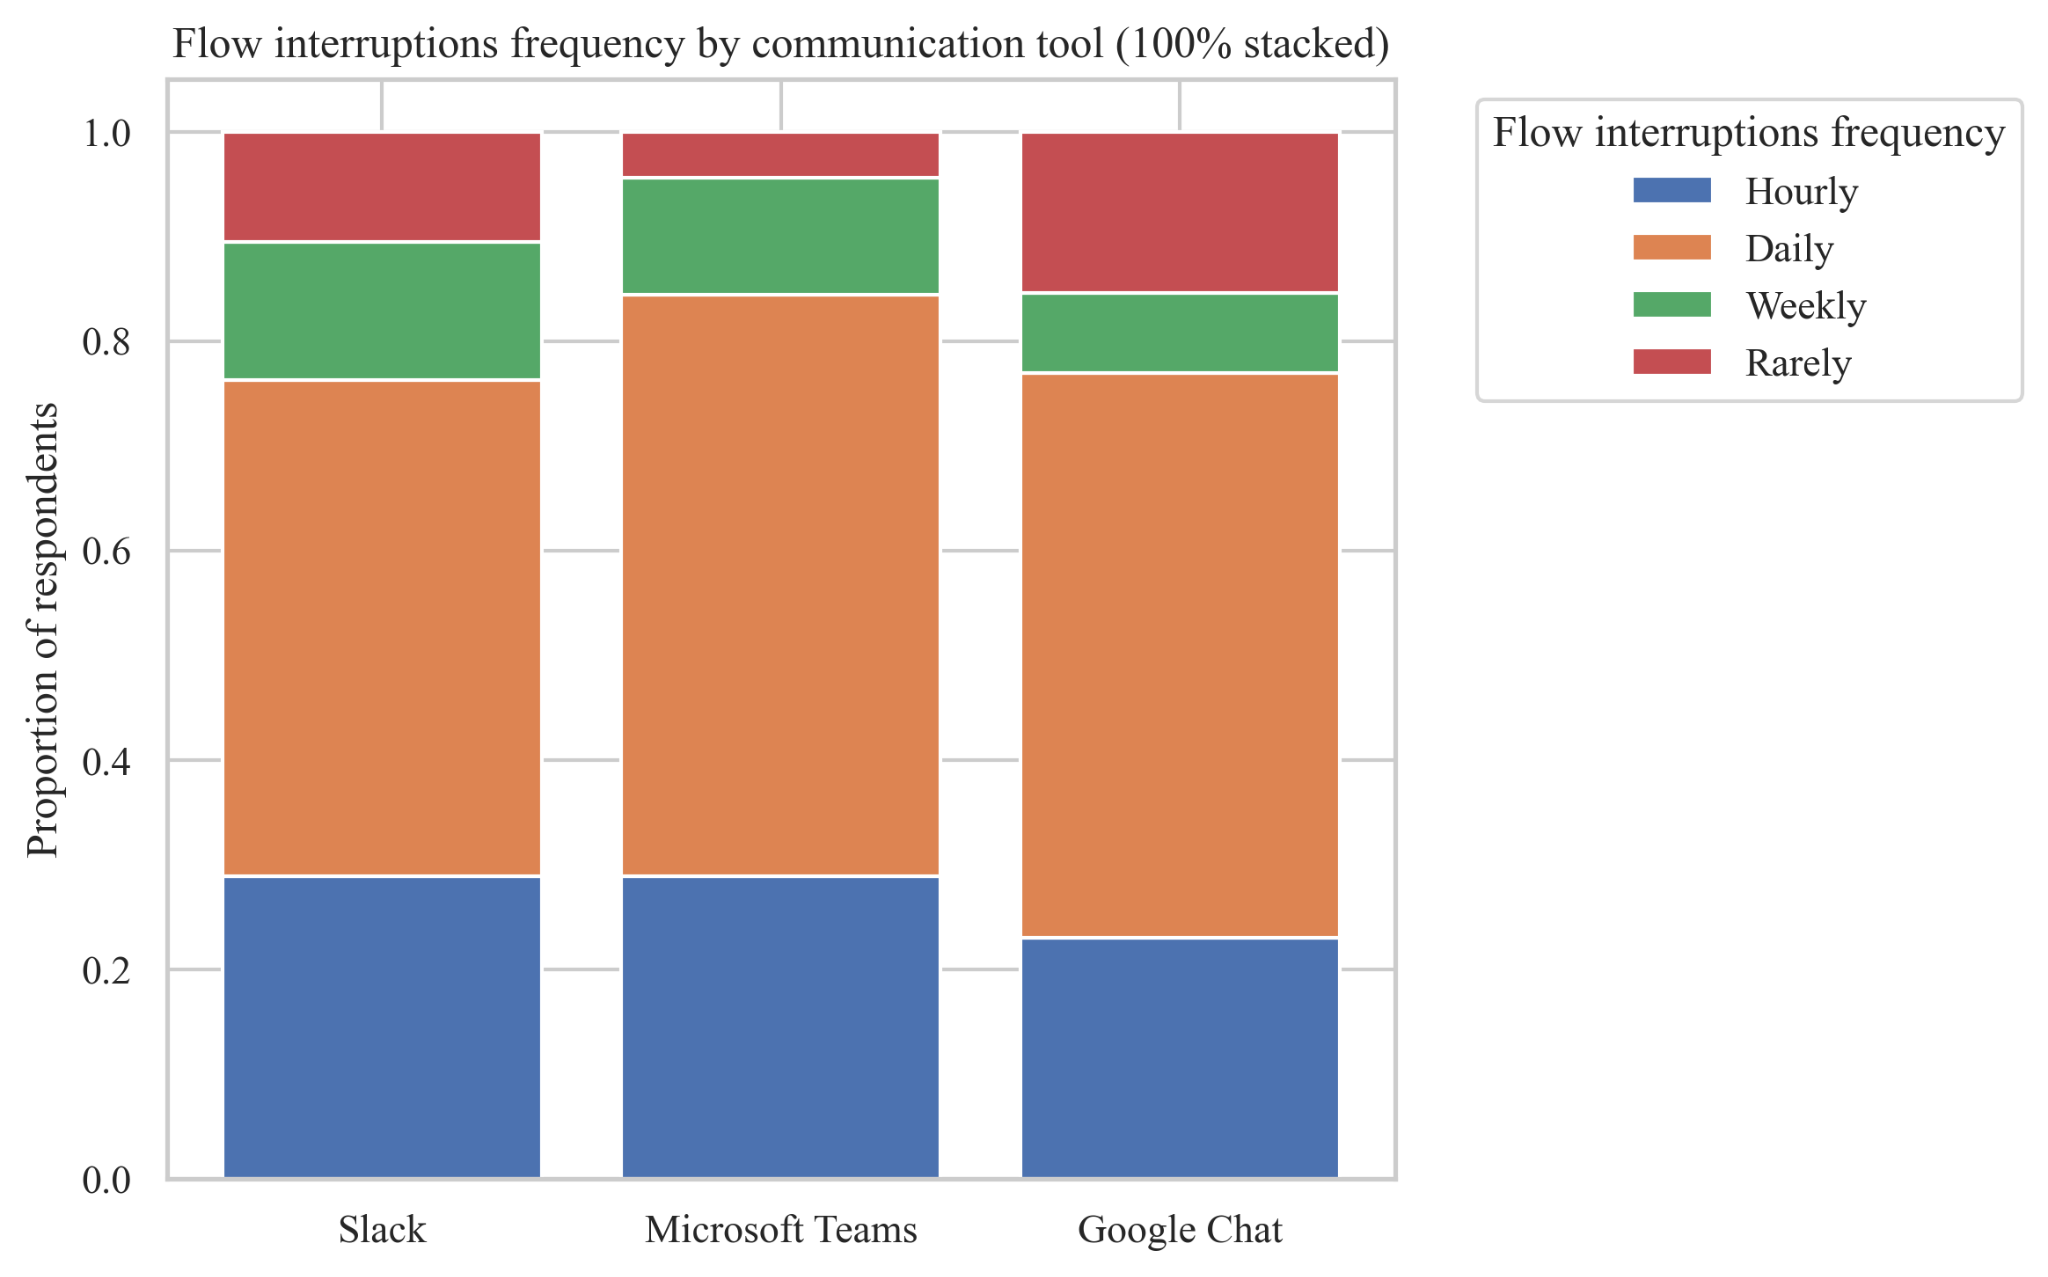 Flow interruptions frequency by communication tool (100% stacked)
Proportion of respondents
1.0
0.8
0.6
0.4
0.2
0.0
Slack
Microsoft Teams
Google Chat
Flow interruptions frequency
Hourly
Daily
Weekly
Rarely